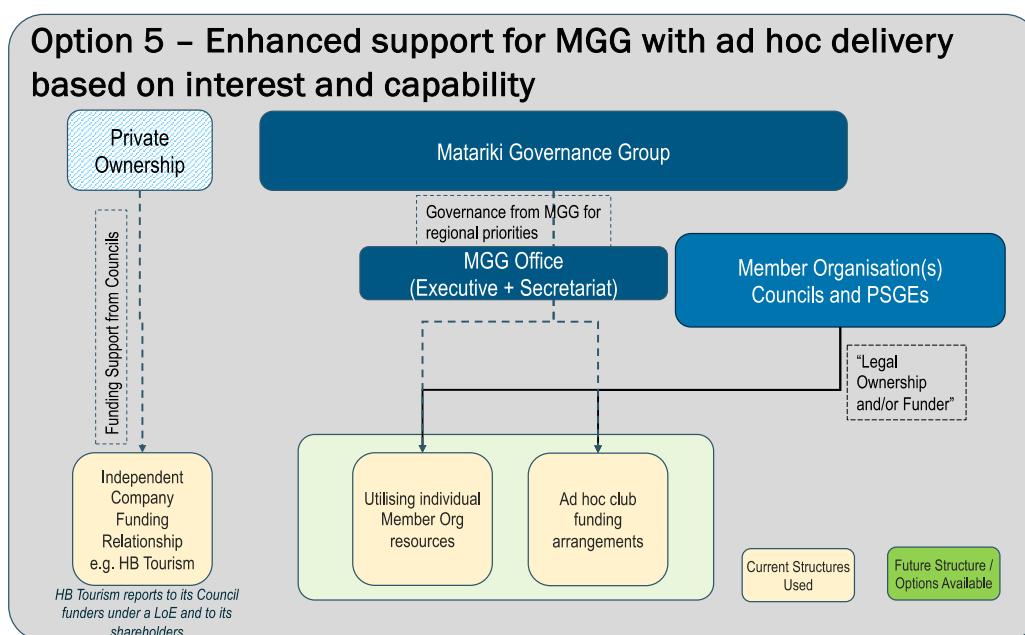 Option 5 – Enhanced support for MGG with ad hoc delivery
based on interest and capability
Private
Ownership
Matariki Governance Group
Funding Support from Councils
Governance from MGG for
regional priorities
MGG Office
(Executive + Secretariat)
Member Organisation(s)
Councils and PSGEs
“Legal
Ownership
and/or Funder”
Independent
Company
Funding
Relationship
e.g. HB Tourism
Utilising individual
Member Org
resources
Ad hoc club
funding
arrangements
Current Structures
Used
Future Structure /
Options Available
HB Tourism reports to its Council
funders under a LoE and to its
shareholders